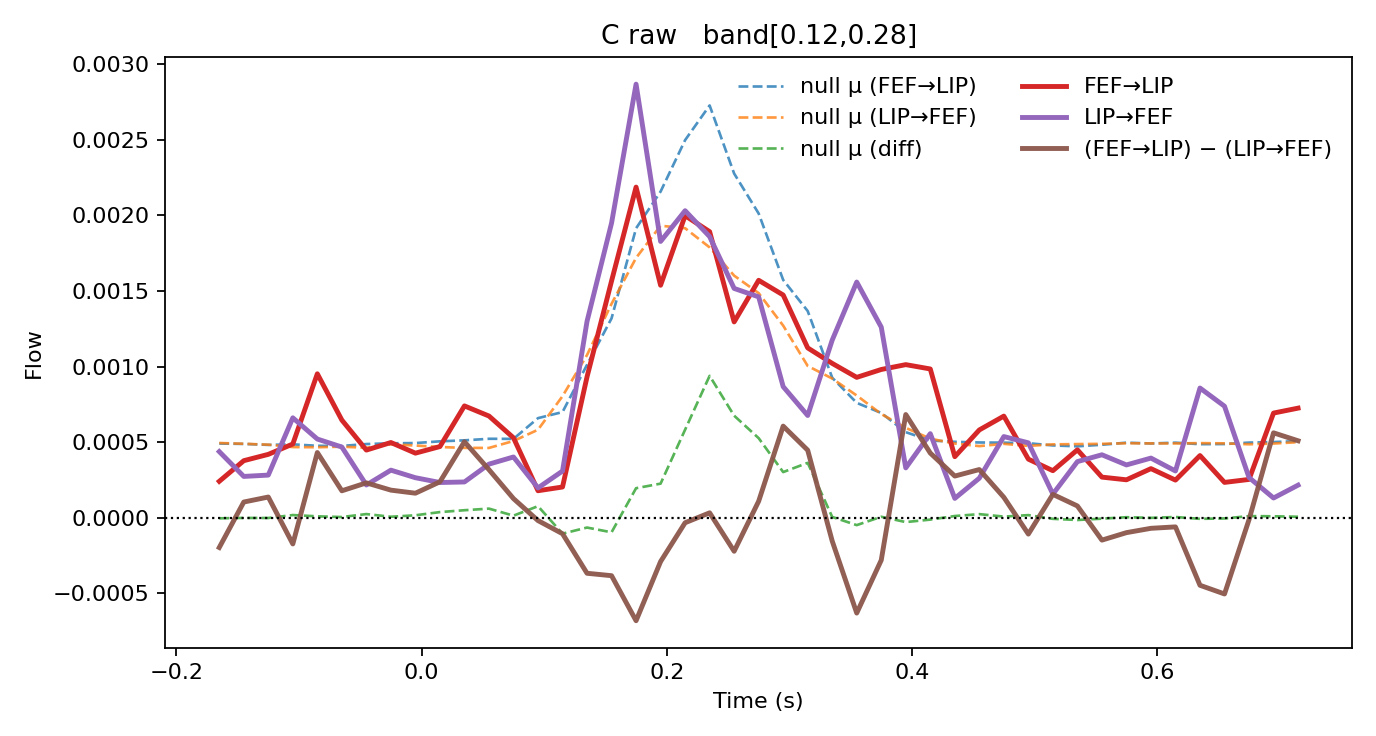 C raw   band[0.12,0.28]
0.0030
0.0025
0.0020
0.0015
0.0010
0.0005
0.0000
−0.0005
Flow
null μ (FEF→LIP)
null μ (LIP→FEF)
null μ (diff)
FEF→LIP
LIP→FEF
(FEF→LIP) − (LIP→FEF)
−0.2
0.0
0.2
0.4
0.6
Time (s)